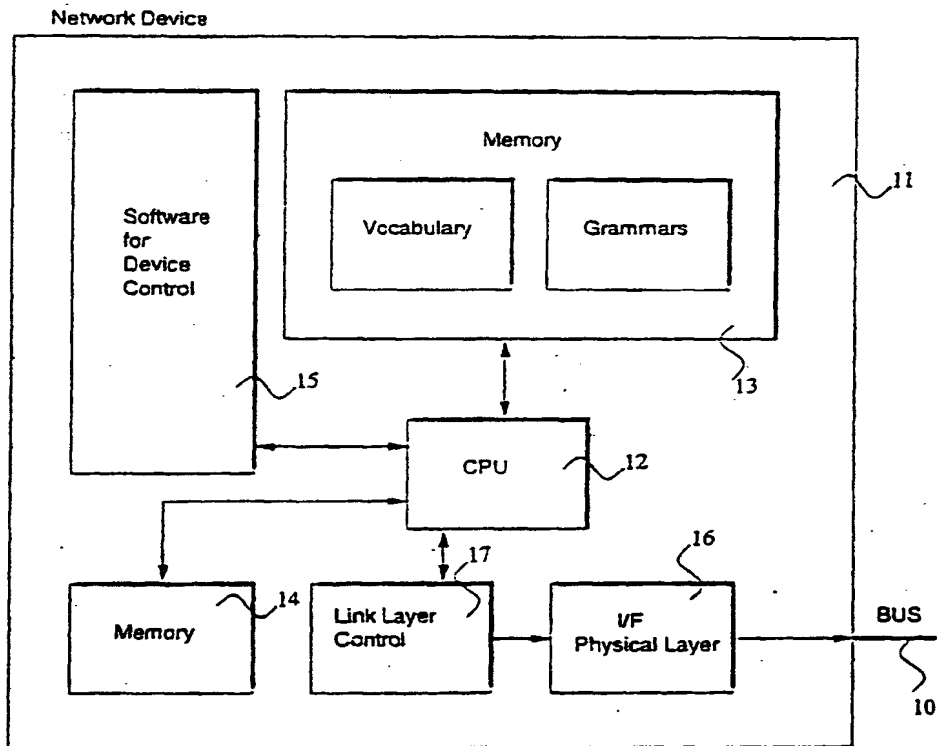 Network Device
Memory
11
Software
for
Device
Control
Vocabulary
Grammars
15
13
CPU
12
17
16
14
Memory
Link Layer
Control
I/F
Physical Layer
BUS
10